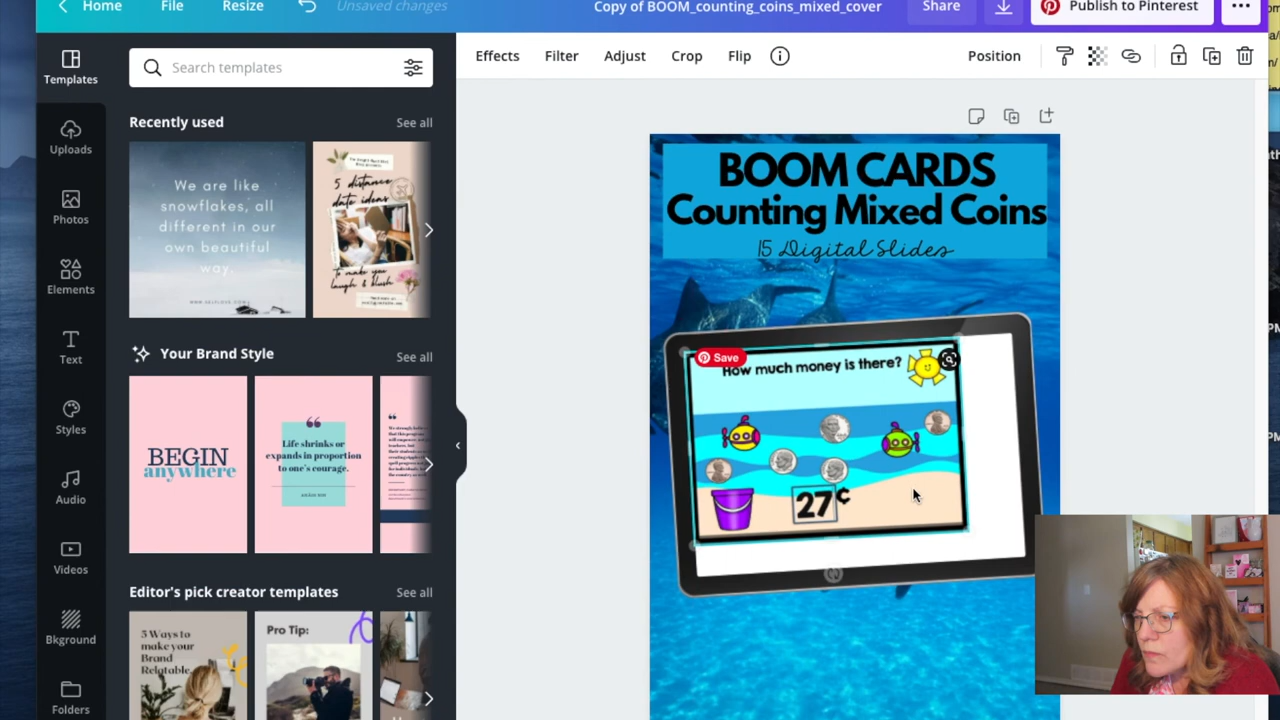 Home
File
Resize
Unsaved changes
Copy of BOOM_counting_coins_mixed_cover
Share
Publish to Pinterest
Templates
Search templates
Effects
Filter
Adjust
Crop
Flip
Position
Uploads
Photos
Elements
Text
Styles
Audio
Videos
Bkground
Folders
Recently used
See all
We are like
snowflakes, all
different in our
own beautiful
way.
5 distance
date ideas
To make you
laugh & blush
Your Brand Style
See all
BEGIN
anywhere
Life shrinks or
expands in proportion
to one's courage.
Editor's pick creator templates
See all
5 Ways to
make your
Brand
Relatable.
Pro Tip:
BOOM CARDS
Counting Mixed Coins
15 Digital Slides
Save
How much money is there?
27¢